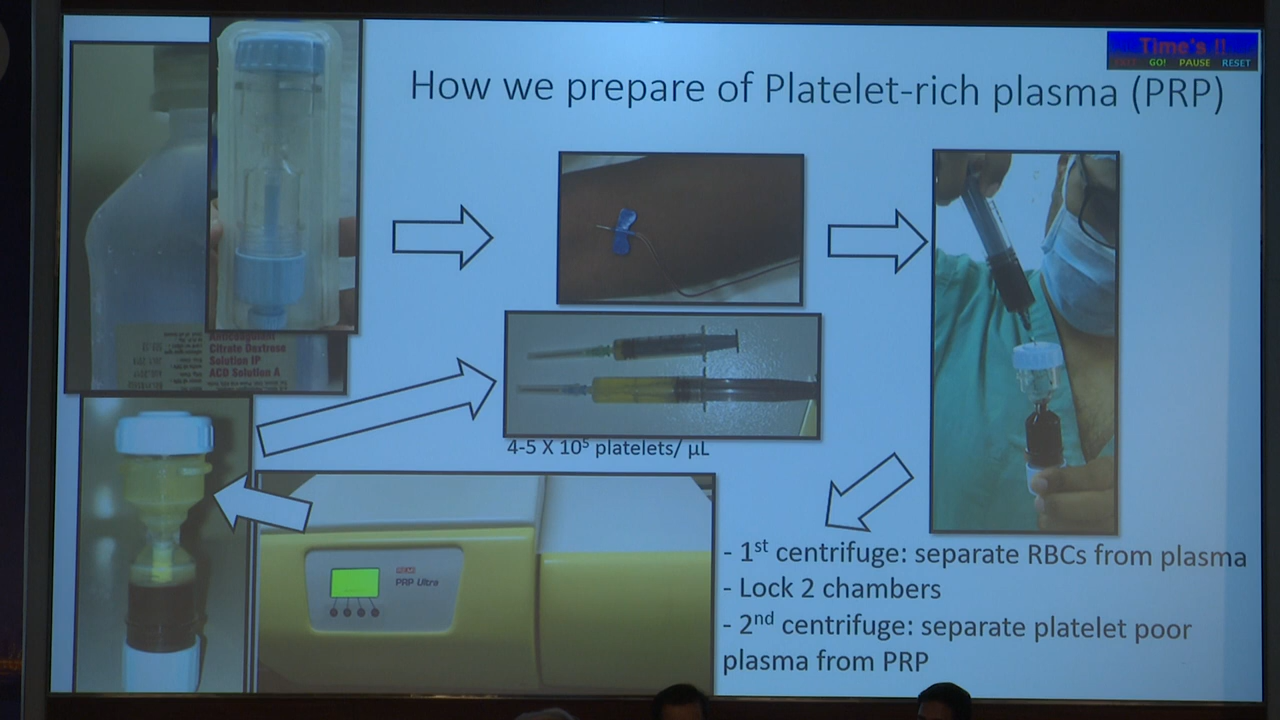 Time's !!
GO! PAUSE RESET
How we prepare of Platelet-rich plasma (PRP)
Anticoagulant
Citrate Dextrose
Solution IP
ACD Solution A
4-5 X 10⁵ platelets/ µL
REMI
PRP Ultra
- 1st centrifuge: separate RBCs from plasma
- Lock 2 chambers
- 2nd centrifuge: separate platelet poor
plasma from PRP